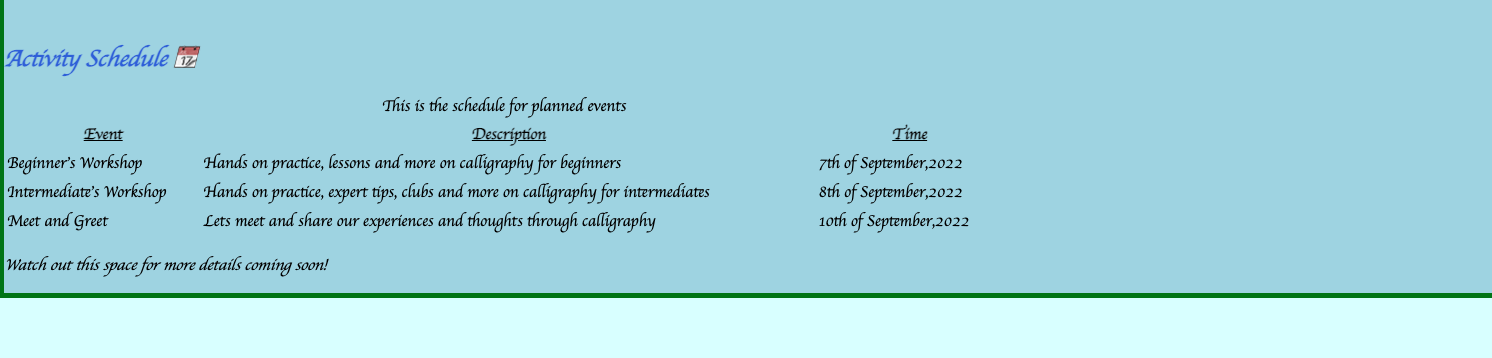 Activity Schedule 📅
This is the schedule for planned events
Event Description Time
Beginner's Workshop Hands on practice, lessons and more on calligraphy for beginners 7th of September,2022
Intermediate's Workshop Hands on practice, expert tips, clubs and more on calligraphy for intermediates 8th of September,2022
Meet and Greet Lets meet and share our experiences and thoughts through calligraphy 10th of September,2022
Watch out this space for more details coming soon!